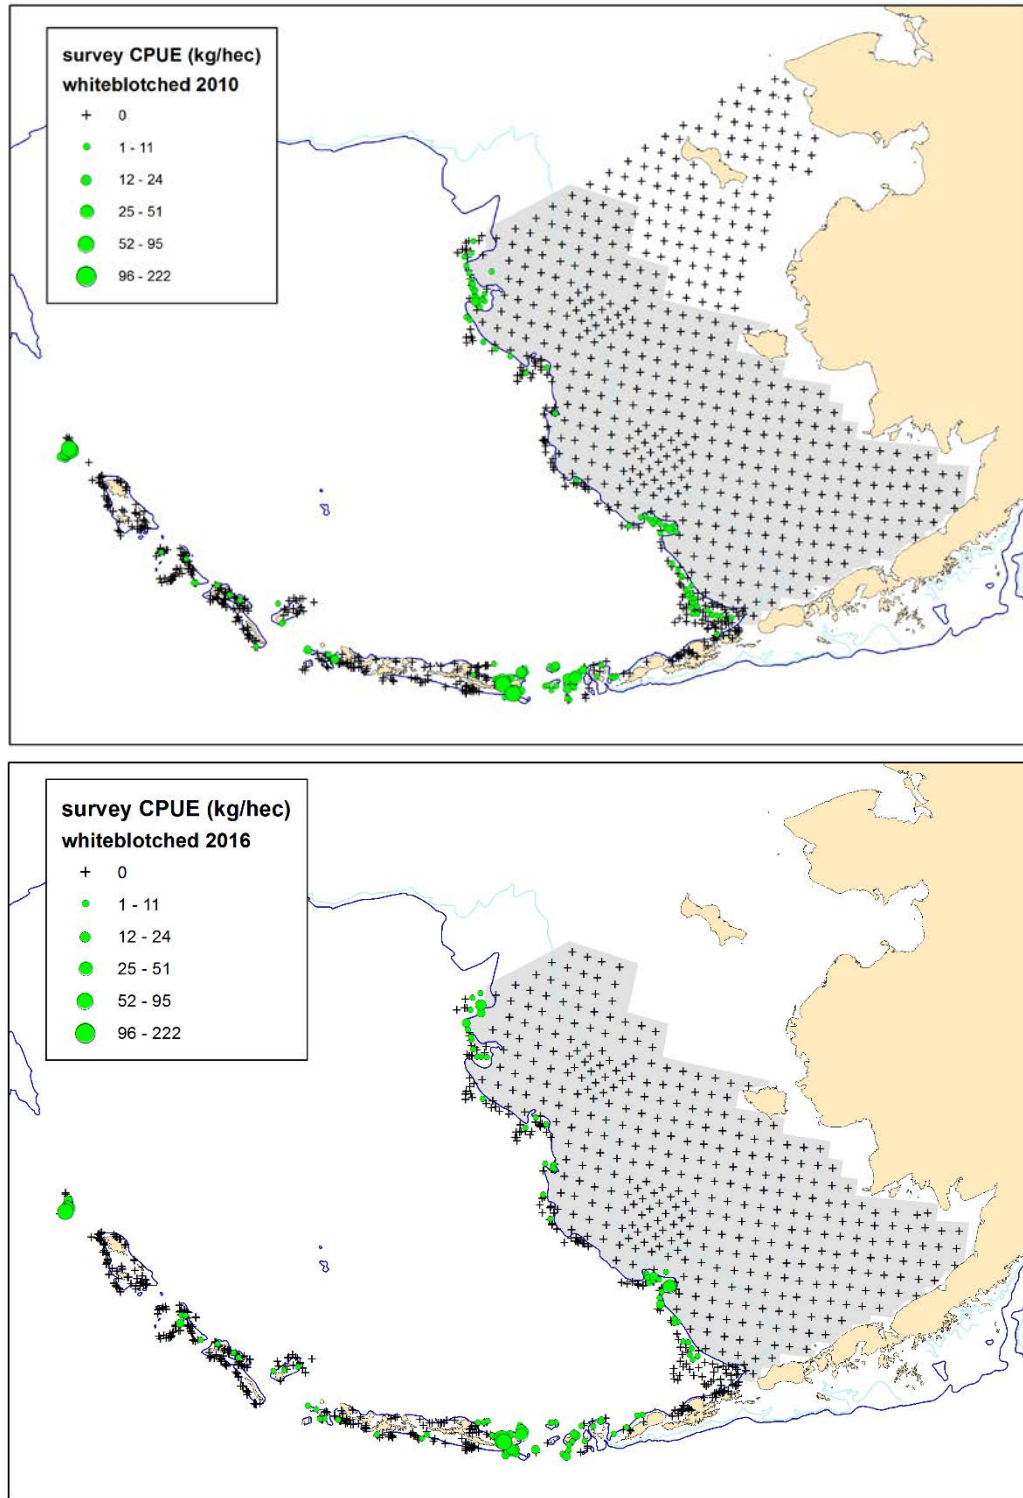 survey CPUE (kg/hec)
whiteblotched 2010
0
1 - 11
12 - 24
25 - 51
52 - 95
96 - 222
survey CPUE (kg/hec)
whiteblotched 2016
0
1 - 11
12 - 24
25 - 51
52 - 95
96 - 222